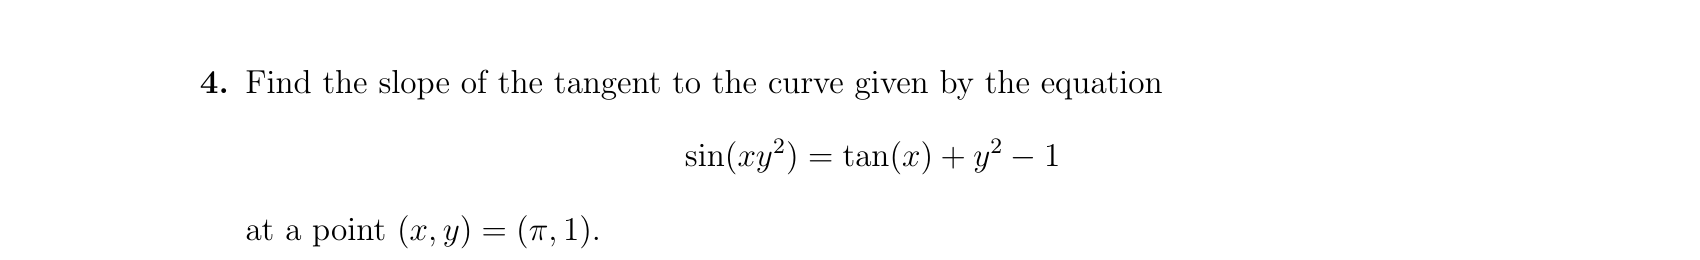 4. Find the slope of the tangent to the curve given by the equation
sin(xy²) = tan(x) + y² − 1
at a point (x, y) = (π, 1).